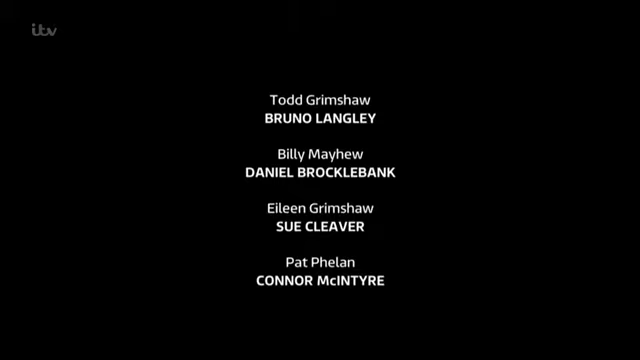 itv
Todd Grimshaw
BRUNO LANGLEY
Billy Mayhew
DANIEL BROCKLEBANK
Eileen Grimshaw
SUE CLEAVER
Pat Phelan
CONNOR McINTYRE